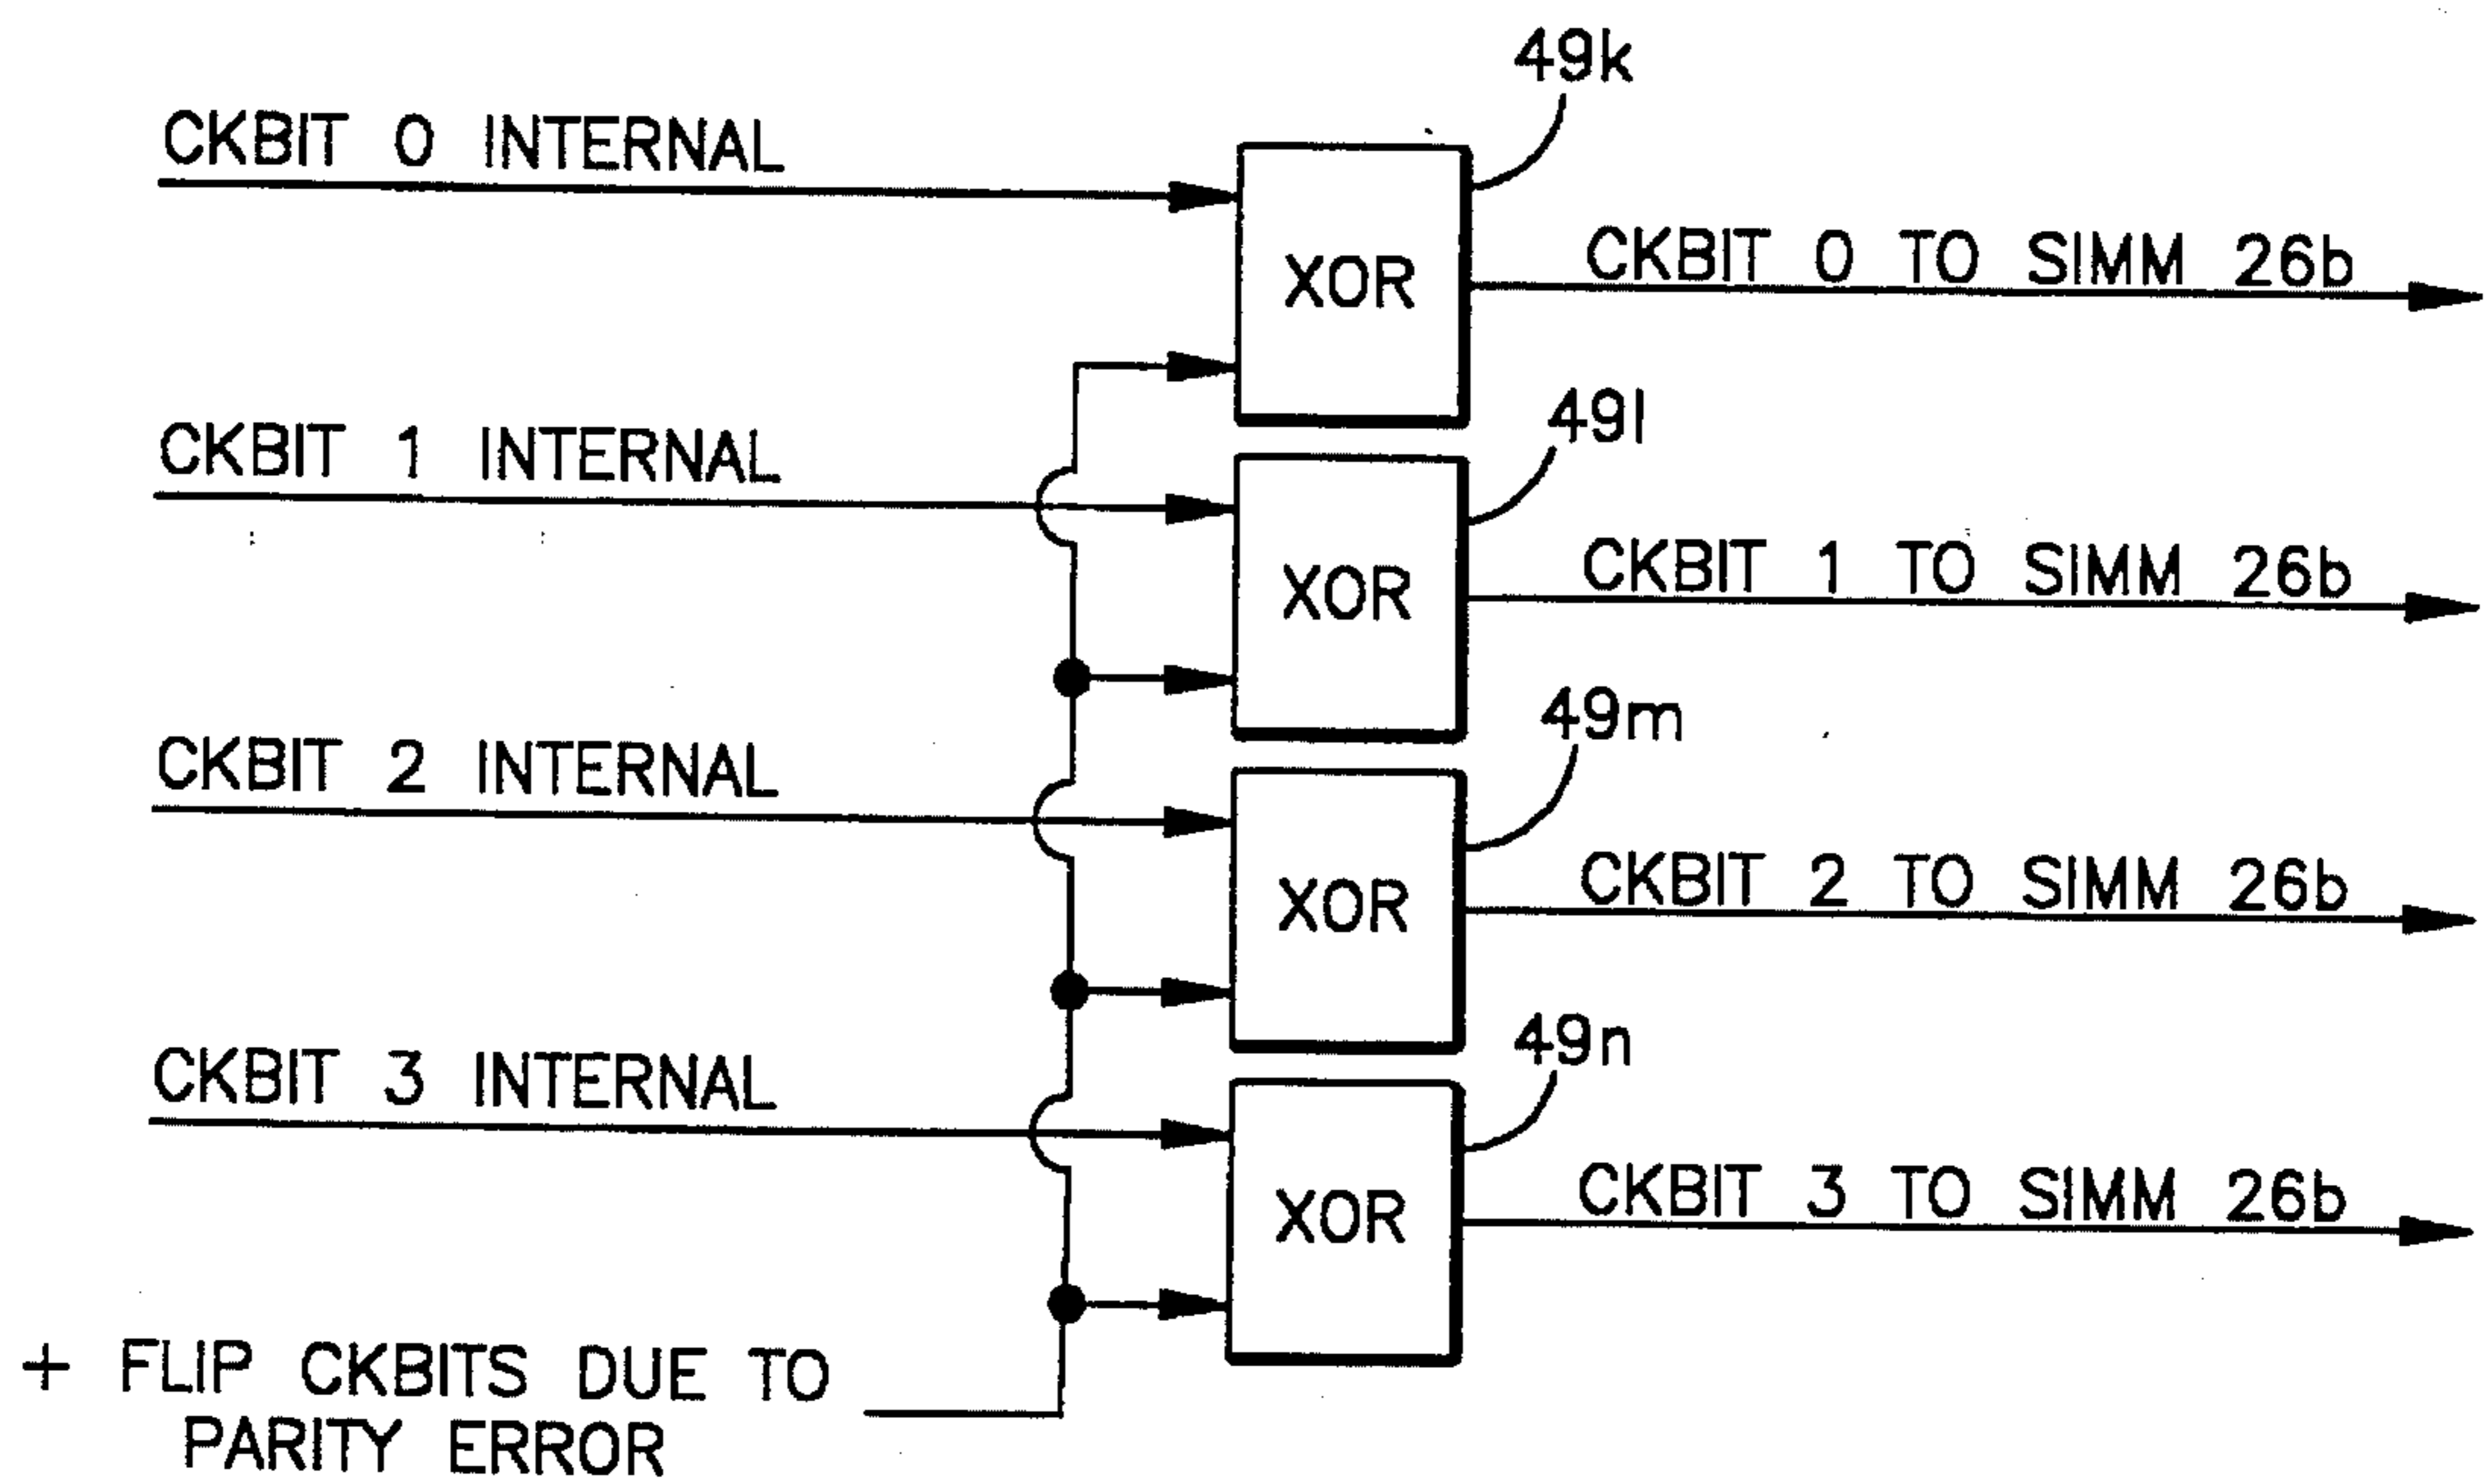 49k
CKBIT 0 INTERNAL
XOR
CKBIT 0 TO SIMM 26b
49l
CKBIT 1 INTERNAL
XOR
CKBIT 1 TO SIMM 26b
49m
CKBIT 2 INTERNAL
XOR
CKBIT 2 TO SIMM 26b
49n
CKBIT 3 INTERNAL
XOR
CKBIT 3 TO SIMM 26b
+ FLIP CKBITS DUE TO
PARITY ERROR